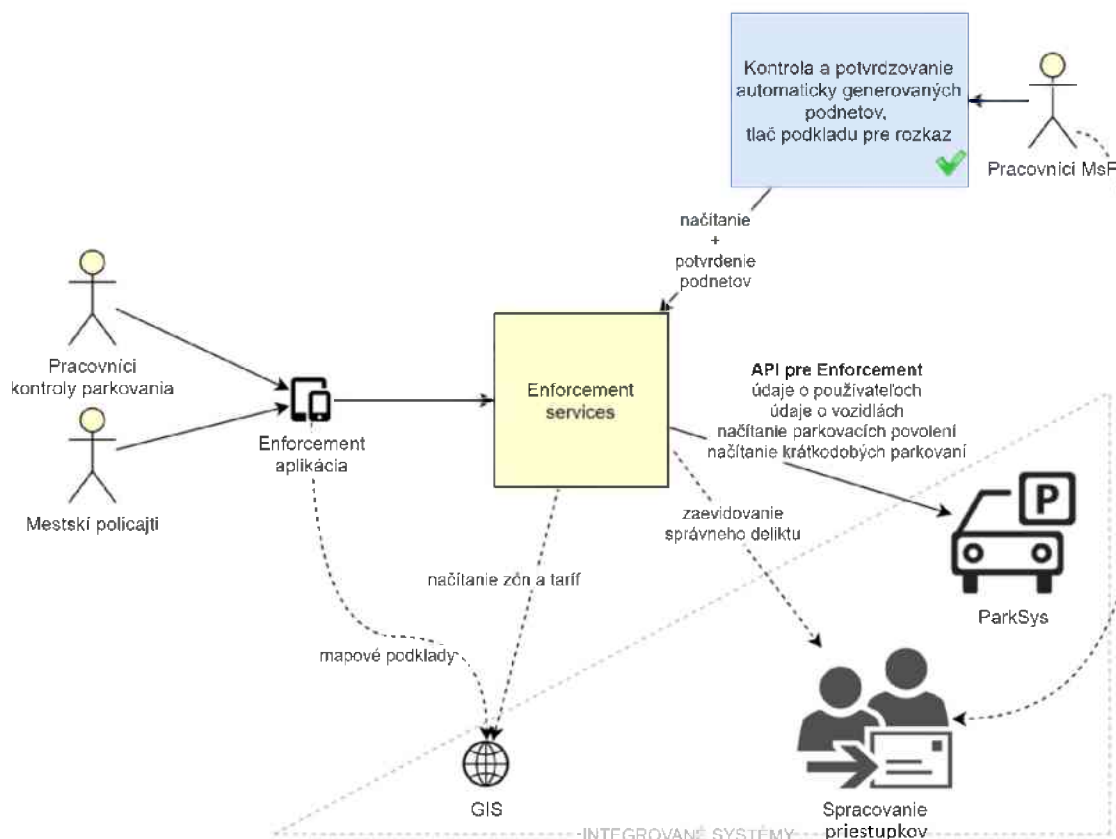 Kontrola a potvrdzovanie
automaticky generovaných
podnetov,
tlač podkladu pre rozkaz
Pracovníci MsP
načítanie
+
potvrdenie
podnetov
Pracovníci
kontroly parkovania
Enforcement
aplikácia
Mestskí policajti
Enforcement
services
API pre Enforcement
údaje o používateľoch
údaje o vozidlách
načítanie parkovacích povolení
načítanie krátkodobých parkovaní
zaevidovanie
správneho deliktu
načítanie zón a taríf
mapové podklady
ParkSys
GIS
Spracovanie
priestupkov
INTEGROVANÉ SYSTÉMY